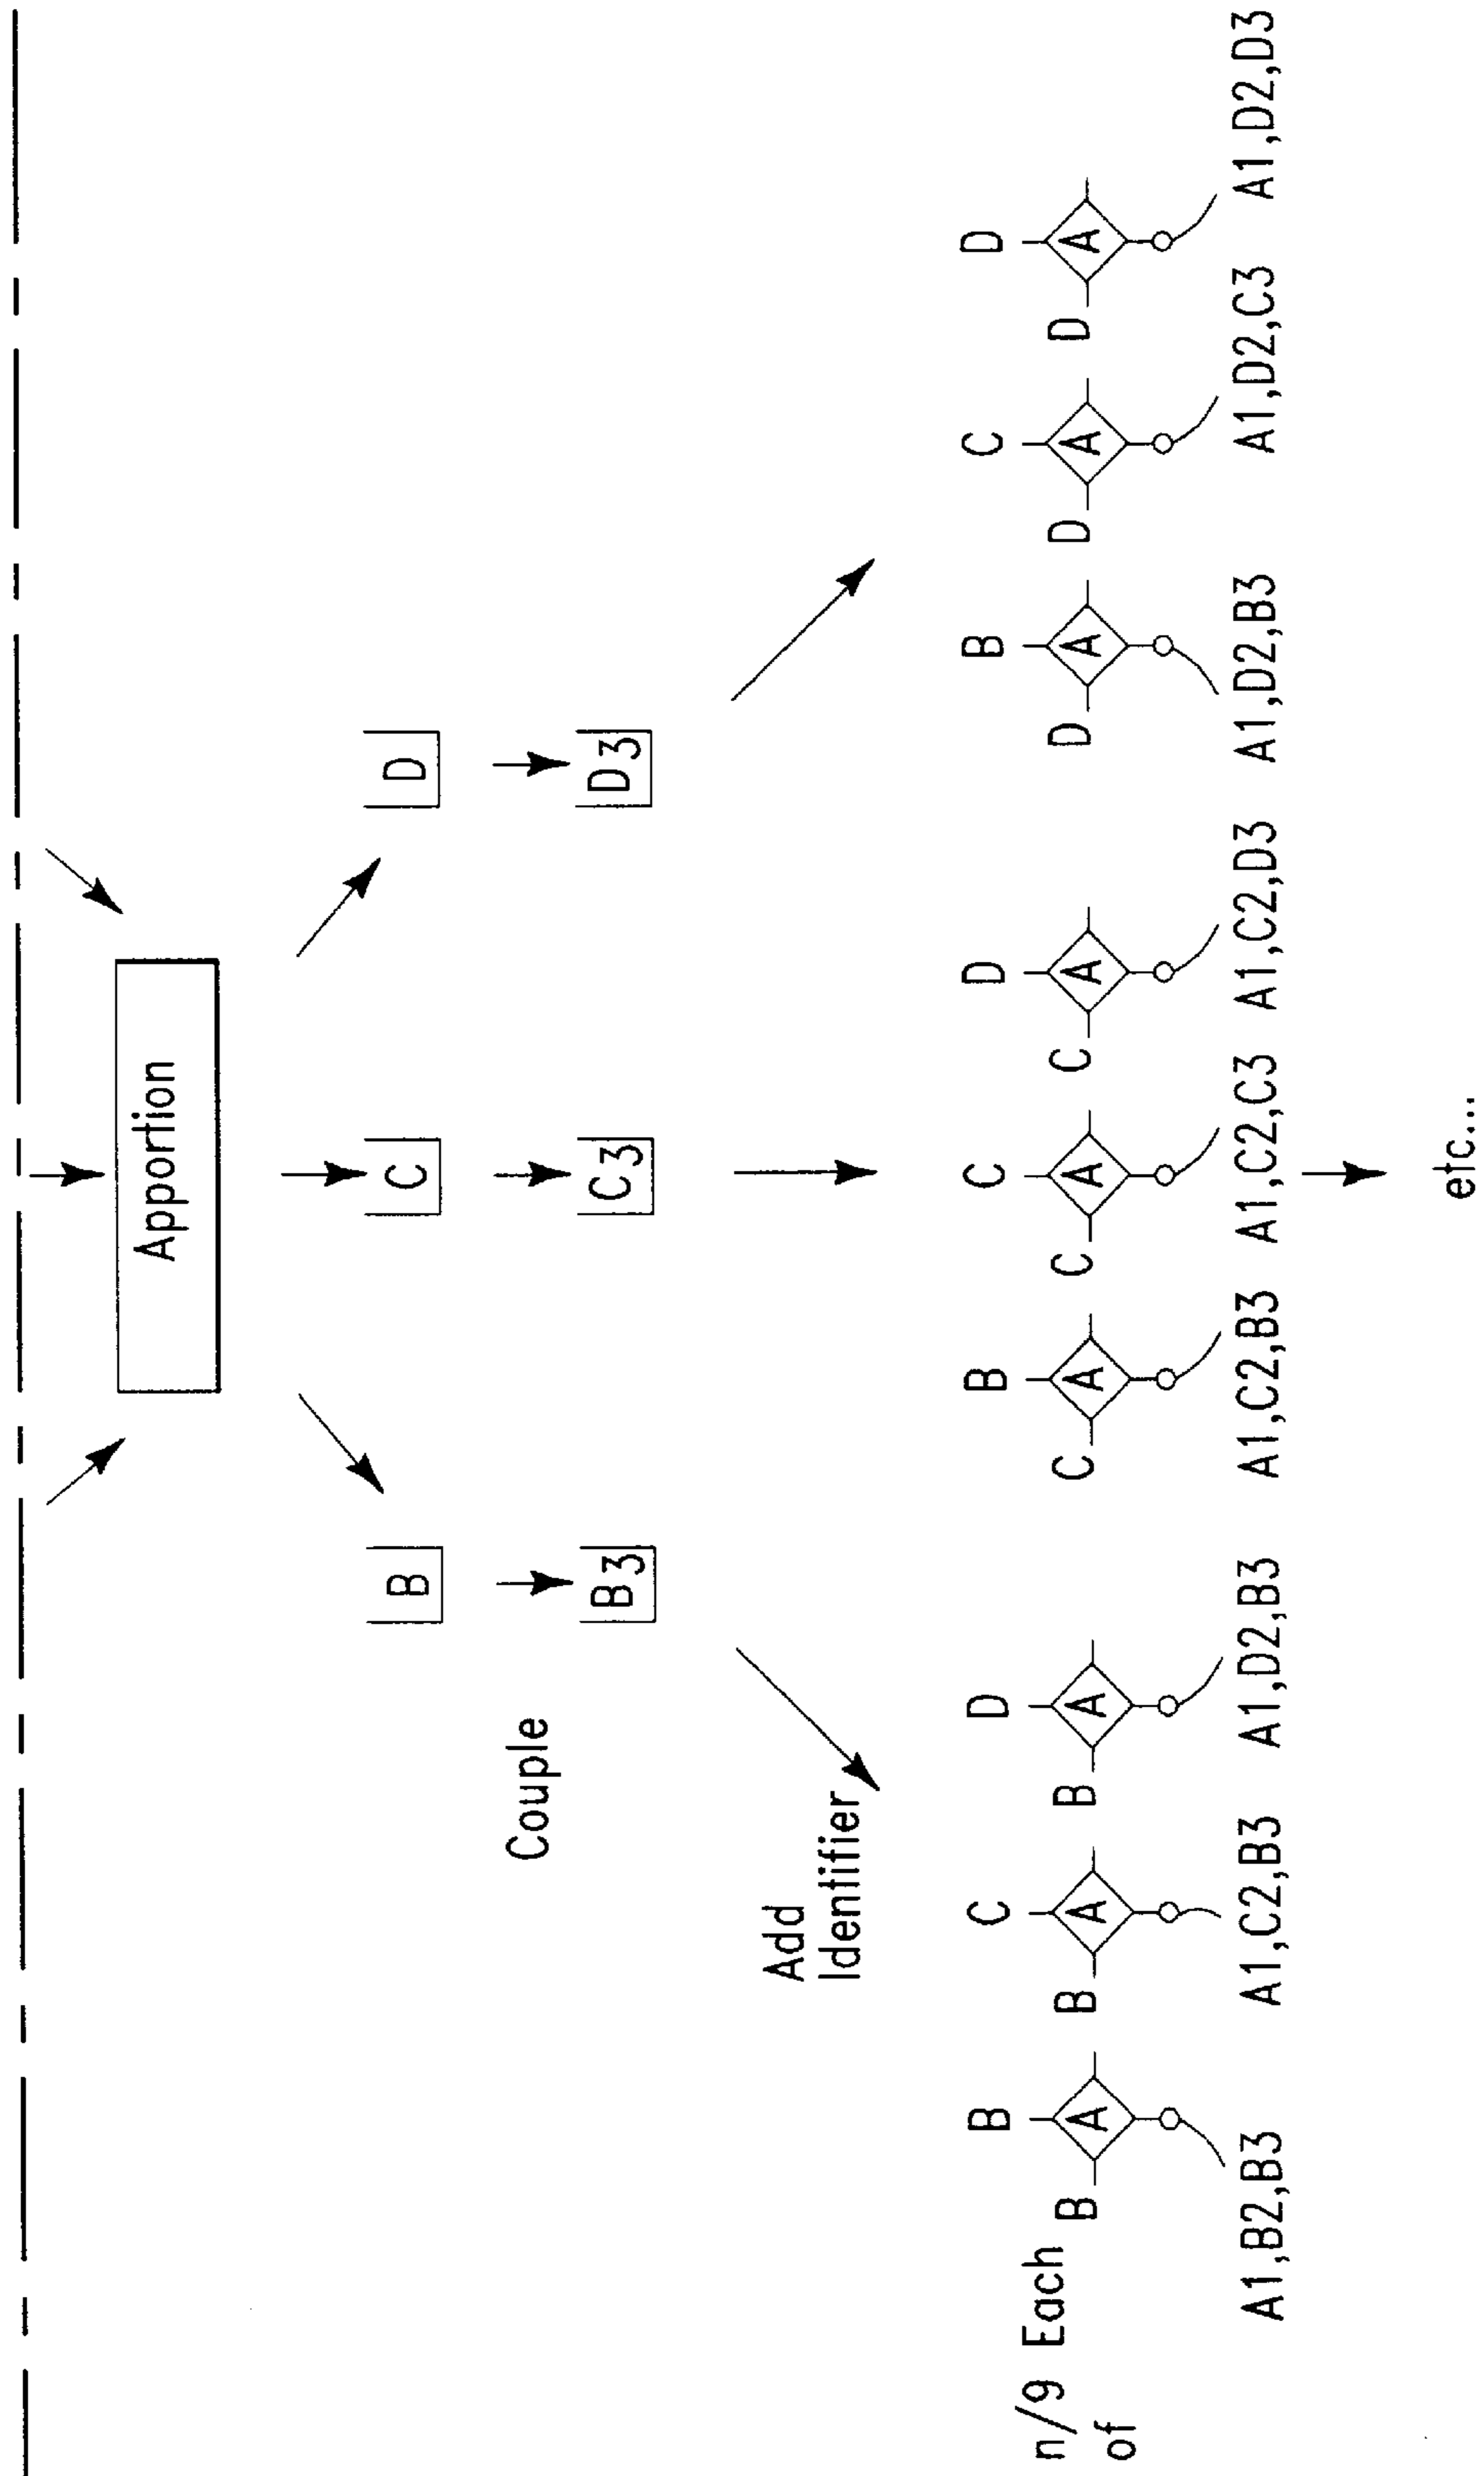 Apportion
B C D
Couple
B3 C3 D3
Add
Identifier
B C D B C D B C D
n/9 Each
of
B A B A B A C A C A C A D A D A D A
A1,B2,B3 A1,C2,B3 A1,D2,B3 A1,C2,B3 A1,C2,C3 A1,C2,D3 A1,D2,B3 A1,D2,C3 A1,D2,D3
etc...